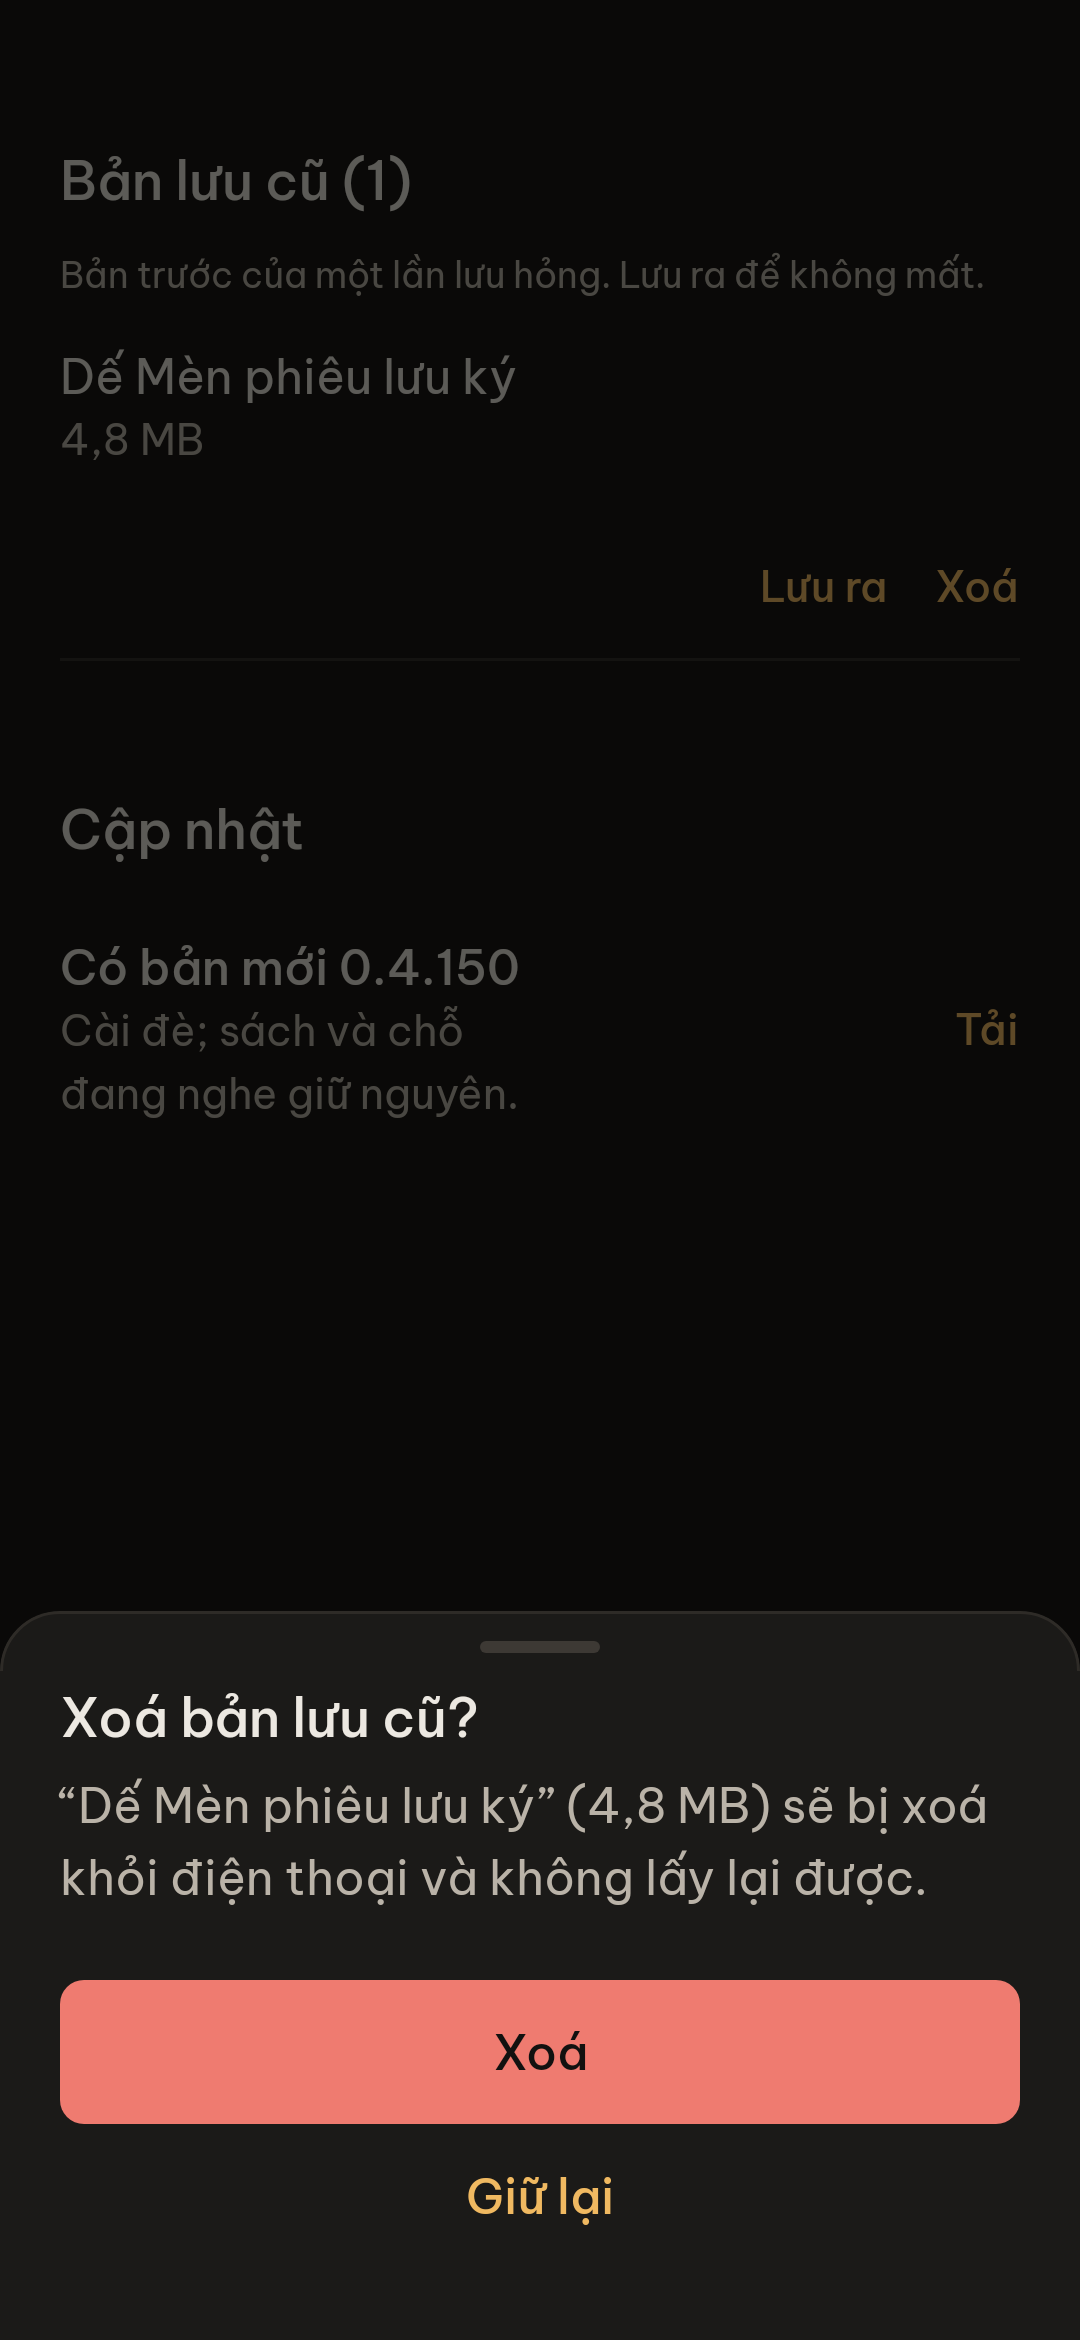 Bản lưu cũ (1)
Bản trước của một lần lưu hỏng. Lưu ra để không mất.
Dế Mèn phiêu lưu ký
4,8 MB
Lưu ra Xoá
Cập nhật
Có bản mới 0.4.150
Cài đè; sách và chỗ
đang nghe giữ nguyên.
Tải
Xoá bản lưu cũ?
“Dế Mèn phiêu lưu ký” (4,8 MB) sẽ bị xoá
khỏi điện thoại và không lấy lại được.
Xoá
Giữ lại